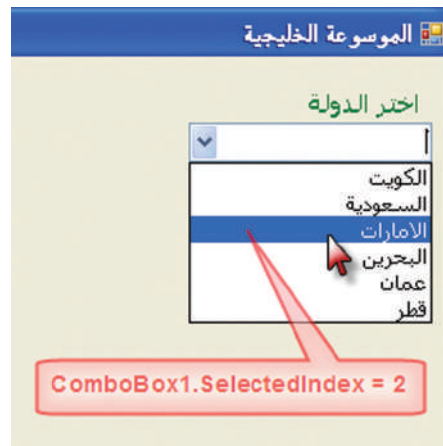 الموسوعة الخليجية
اختر الدولة
الكويت
السعودية
الامارات
البحرين
عمان
قطر
ComboBox1.SelectedIndex = 2